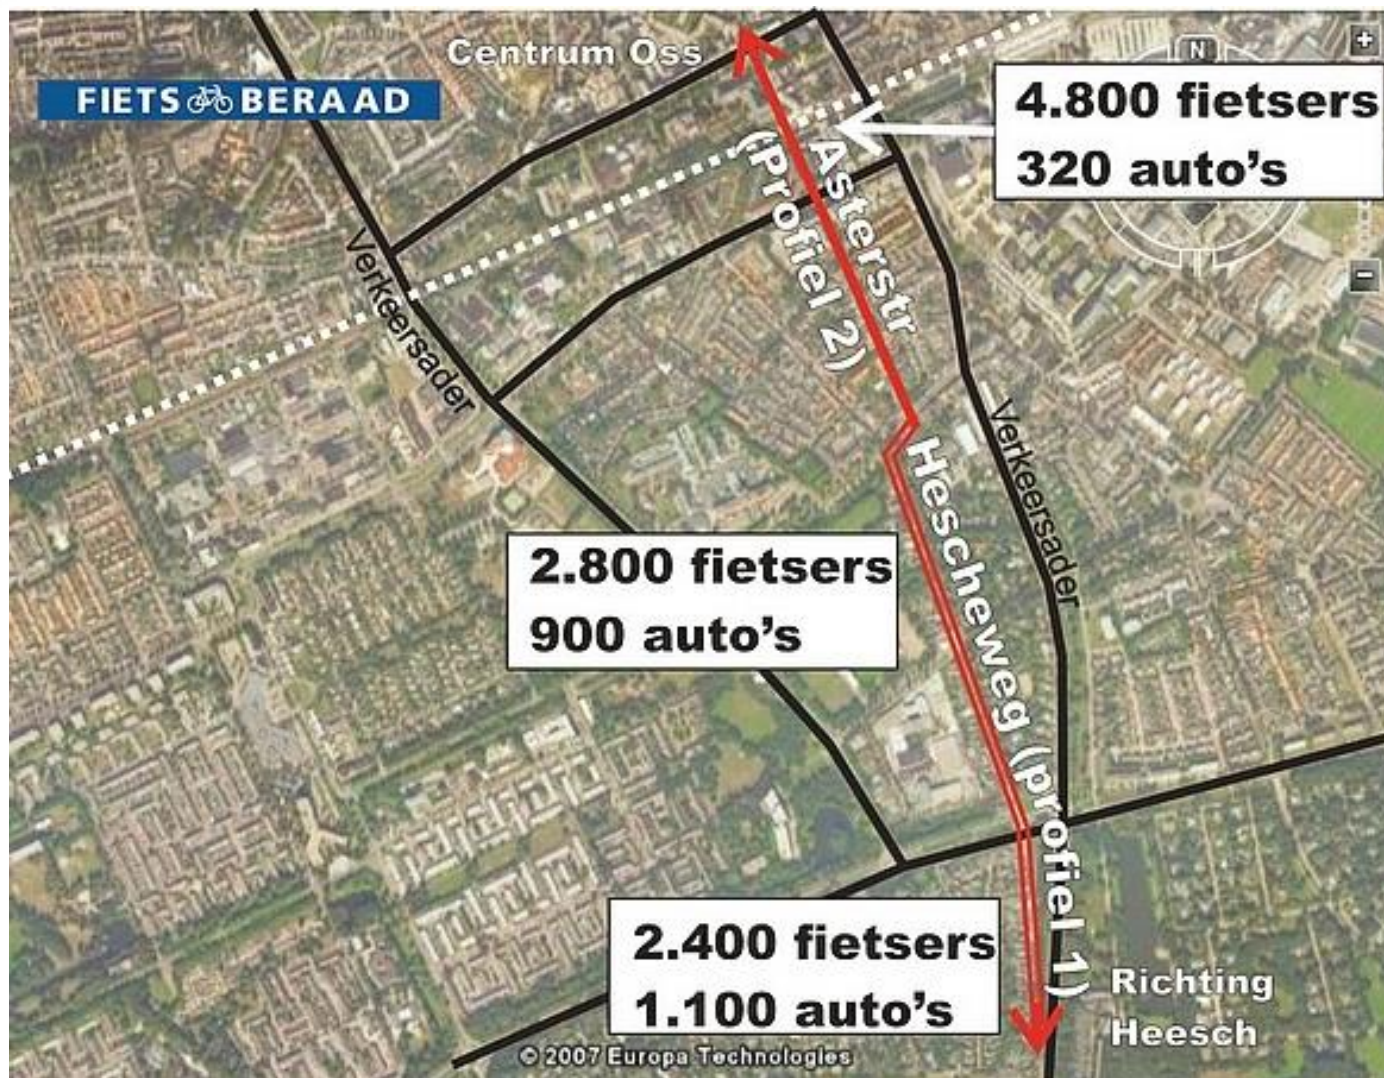 Centrum Oss
FIETS BERAAD
N
+
4.800 fietsers
320 auto's
Asterstr
(Profiel 2)
Verkeersader
−
Verkeersader
Hescheweg (profiel 1)
2.800 fietsers
900 auto's
2.400 fietsers
1.100 auto's
Richting
Heesch
© 2007 Europa Technologies